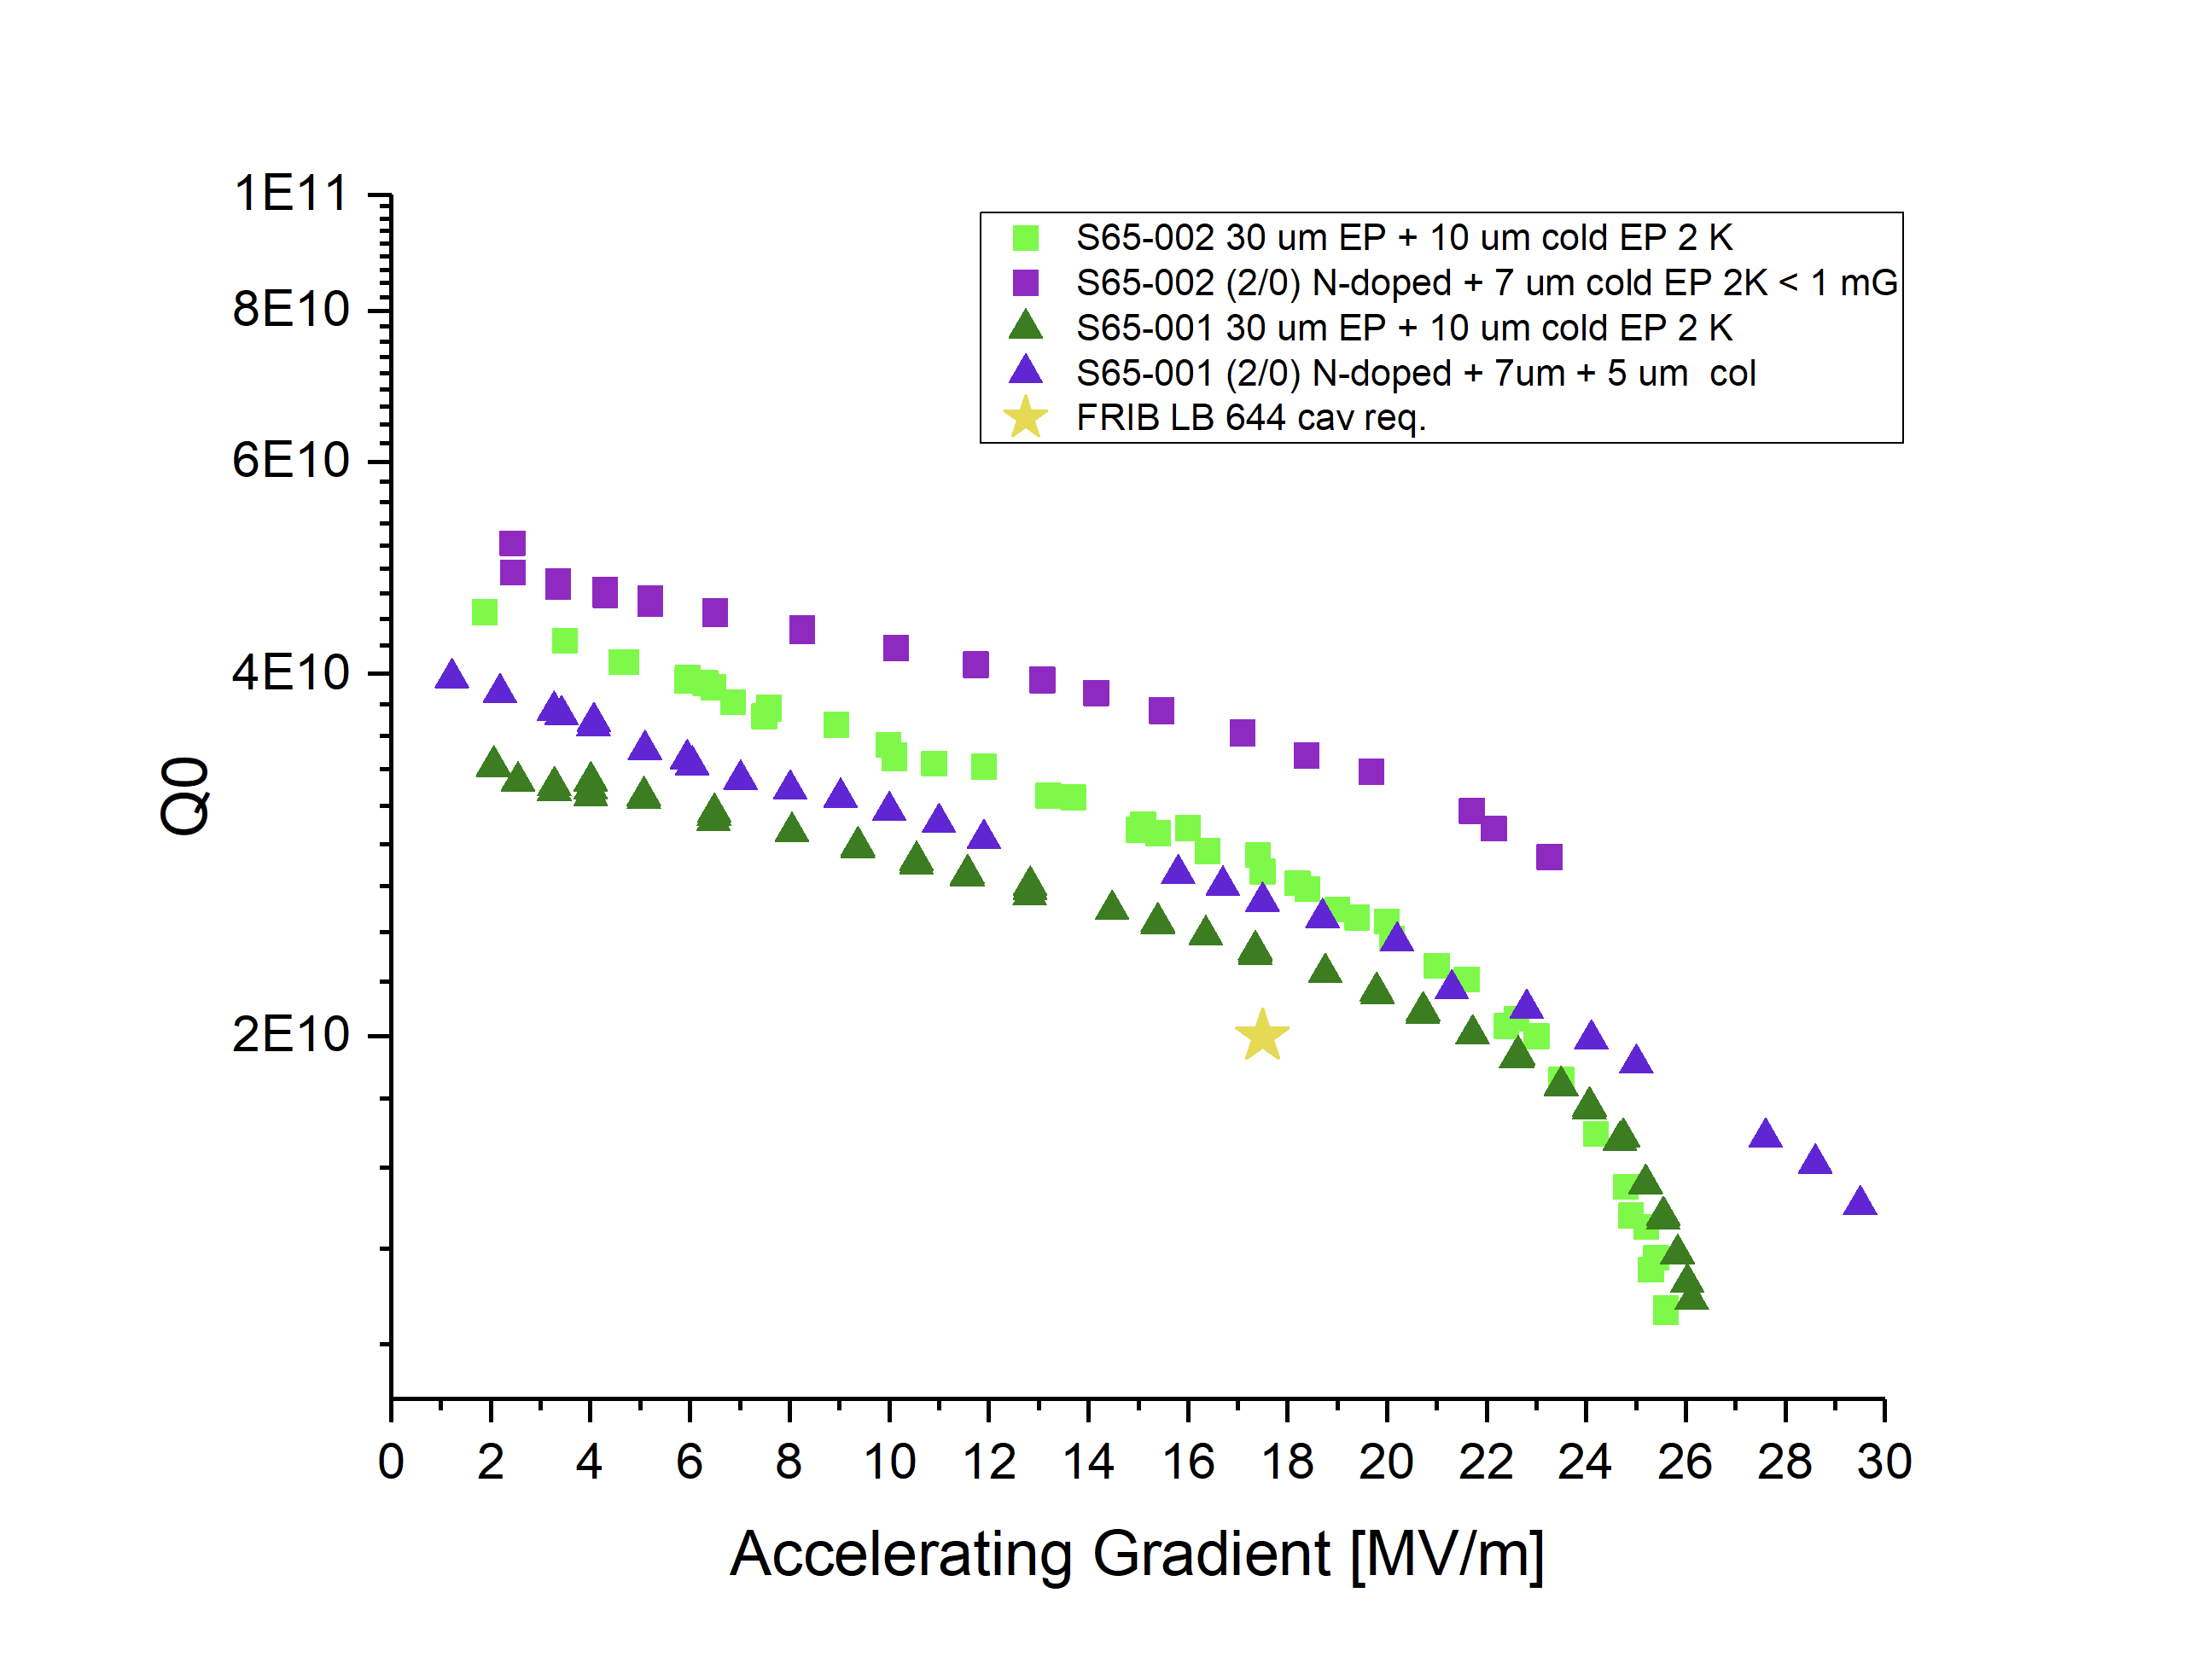 1E11
8E10
6E10
4E10
2E10
Q0
S65-002 30 um EP + 10 um cold EP 2 K
S65-002 (2/0) N-doped + 7 um cold EP 2K < 1 mG
S65-001 30 um EP + 10 um cold EP 2 K
S65-001 (2/0) N-doped + 7um + 5 um  col
FRIB LB 644 cav req.
0 2 4 6 8 10 12 14 16 18 20 22 24 26 28 30
Accelerating Gradient [MV/m]